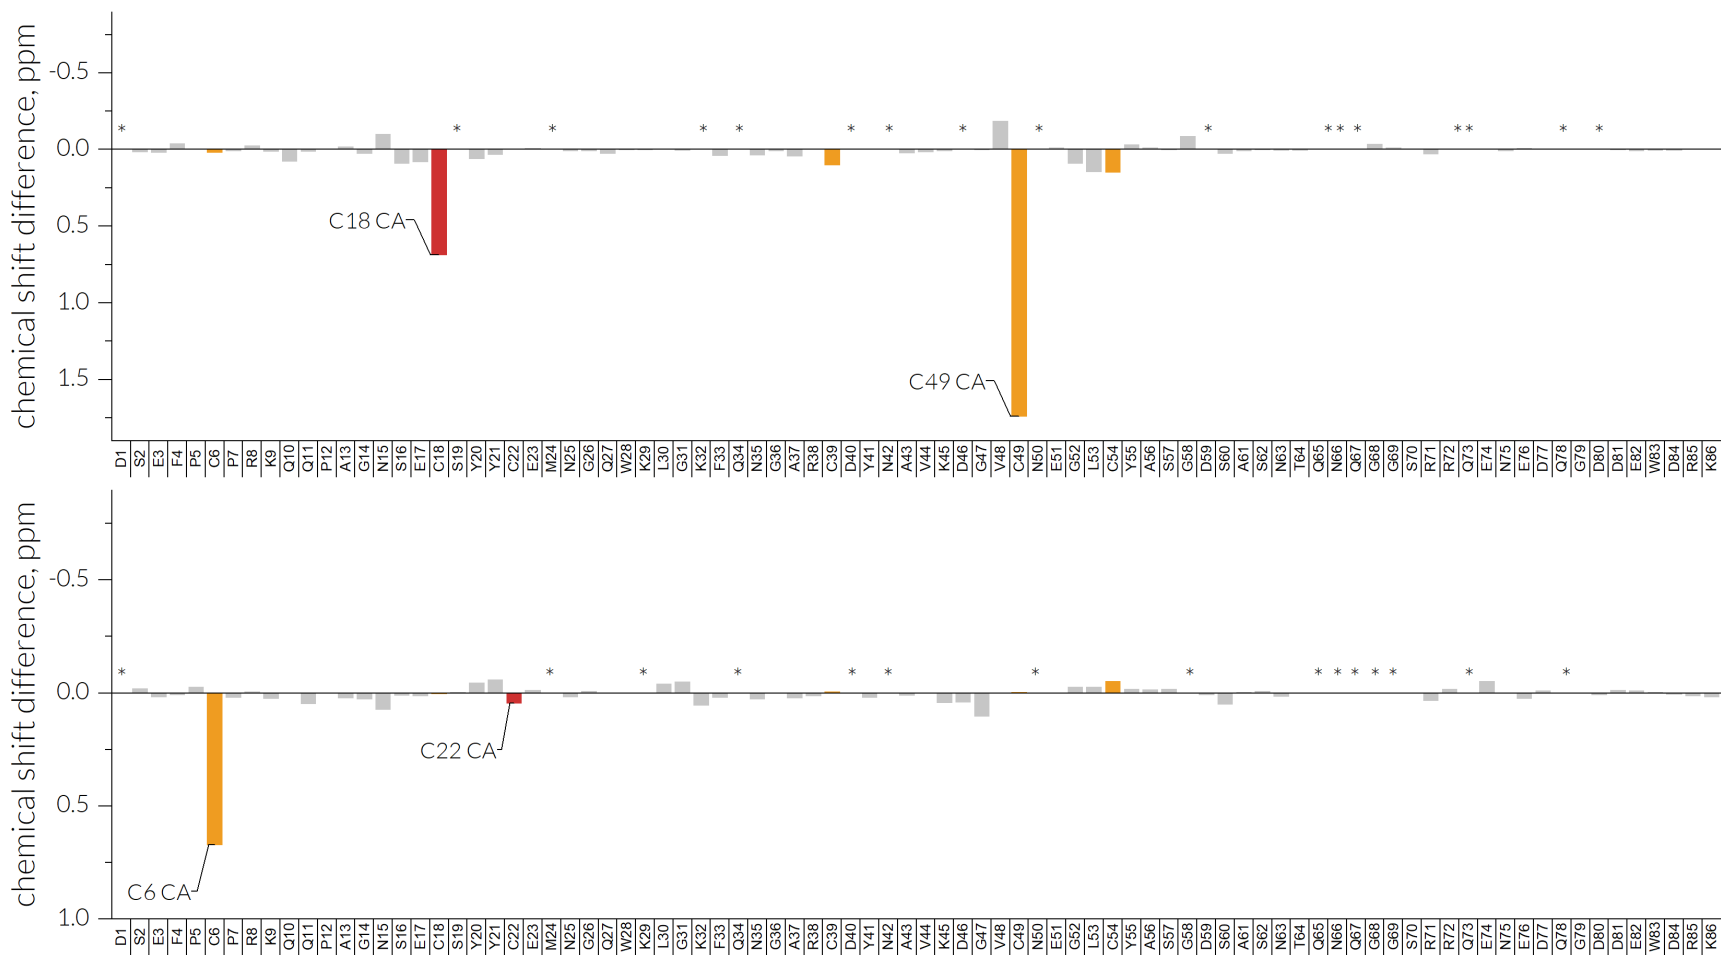 chemical shift difference, ppm
-0.5
0.0
0.5
1.0
1.5
* * * * * * * * * * * * * * * * *
C18 CA
C49 CA
D1 S2 E3 F4 P5 C6 P7 R8 K9 Q10 Q11 P12 A13 G14 N15 S16 E17 C18 S19 Y20 Y21 C22 E23 M24 N25 G26 Q27 W28 K29 L30 G31 K32 F33 Q34 N35 G36 A37 R38 C39 D40 Y41 N42 A43 V44 K45 D46 G47 V48 C49 N50 E51 G52 L53 C54 Y55 A56 S57 G58 D59 S60 A61 S62 N63 T64 Q65 N66 Q67 G68 G69 S70 R71 R72 Q73 E74 N75 E76 D77 Q78 G79 D80 D81 E82 W83 D84 R85 K86
chemical shift difference, ppm
-0.5
0.0
0.5
1.0
* * * * * * * * * * * * * * *
C22 CA
C6 CA
D1 S2 E3 F4 P5 C6 P7 R8 K9 Q10 Q11 P12 A13 G14 N15 S16 E17 C18 S19 Y20 Y21 C22 E23 M24 N25 G26 Q27 W28 K29 L30 G31 K32 F33 Q34 N35 G36 A37 R38 C39 D40 Y41 N42 A43 V44 K45 D46 G47 V48 C49 N50 E51 G52 L53 C54 Y55 A56 S57 G58 D59 S60 A61 S62 N63 T64 Q65 N66 Q67 G68 G69 S70 R71 R72 Q73 E74 N75 E76 D77 Q78 G79 D80 D81 E82 W83 D84 R85 K86